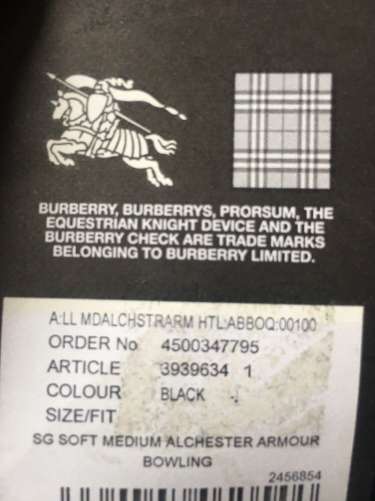 BURBERRY, BURBERRYS, PRORSUM, THE
EQUESTRIAN KNIGHT DEVICE AND THE
BURBERRY CHECK ARE TRADE MARKS
BELONGING TO BURBERRY LIMITED.
A:LL MDALCHSTRARM HTL:ABBOQ:00100
ORDER No 4500347795
ARTICLE 3939634 1
COLOUR BLACK
SIZE/FIT
SG SOFT MEDIUM ALCHESTER ARMOUR
BOWLING
2456854